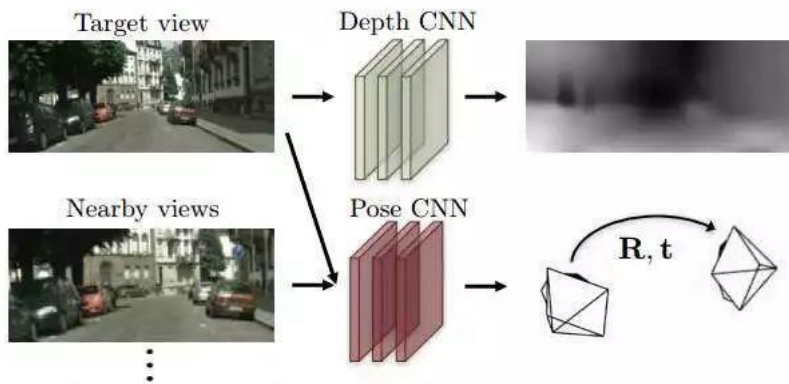 Target view
Depth CNN
Nearby views
Pose CNN
R, t